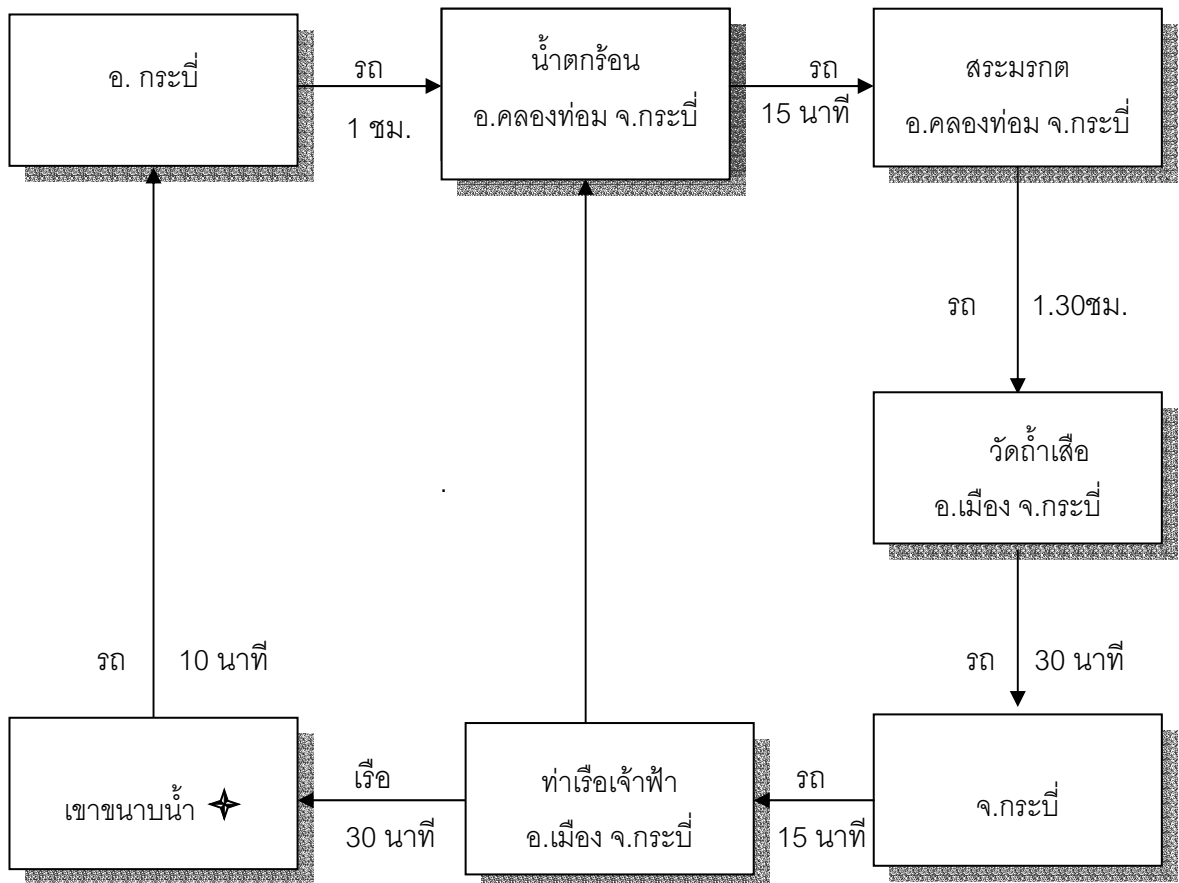 อ. กระบี่
รถ
1 ชม.
น้ำตกร้อน
อ.คลองท่อม จ.กระบี่
รถ
15 นาที
สระมรกต
อ.คลองท่อม จ.กระบี่
รถ 1.30ชม.
วัดถ้ำเสือ
อ.เมือง จ.กระบี่
.
รถ 10 นาที
รถ 30 นาที
เขาขนาบน้ำ
เรือ
30 นาที
ท่าเรือเจ้าฟ้า
อ.เมือง จ.กระบี่
รถ
15 นาที
จ.กระบี่